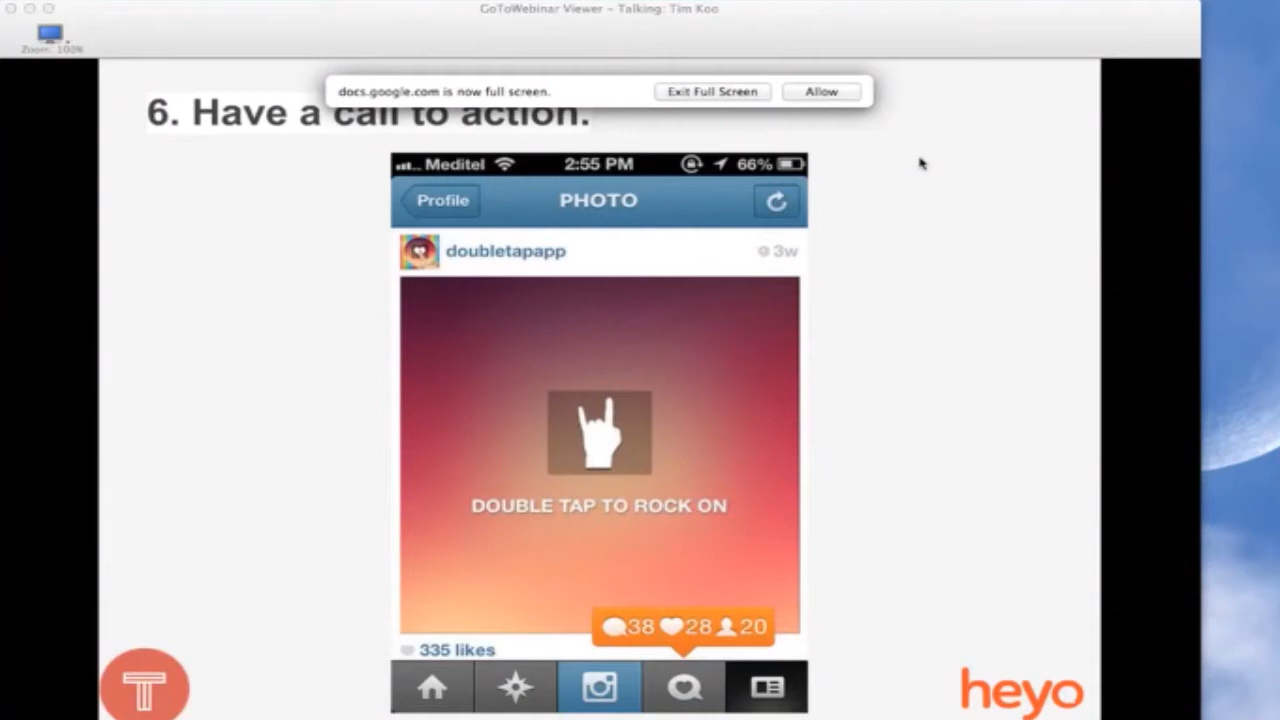 GoToWebinar Viewer – Talking: Tim Koo
Zoom: 100%
docs.google.com is now full screen.
Exit Full Screen
Allow
6. Have a call to action.
Meditel
2:55 PM
66%
Profile
PHOTO
doubletapapp
3w
DOUBLE TAP TO ROCK ON
38 28 20
335 likes
T
heyo